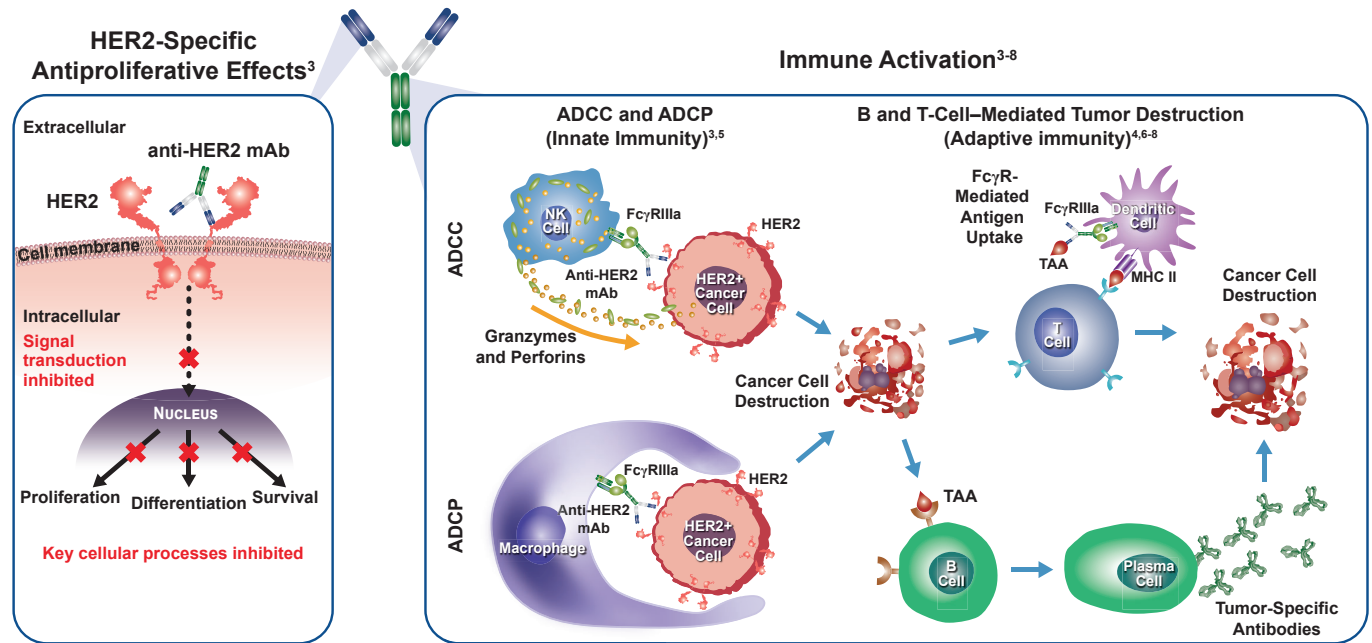 HER2-Specific
Antiproliferative Effects³
Extracellular
anti-HER2 mAb
HER2
Cell membrane
Intracellular
Signal
transduction
inhibited
NUCLEUS
Proliferation
Differentiation
Survival
Key cellular processes inhibited
Immune Activation³⁻⁸
ADCC and ADCP
(Innate Immunity)³,⁵
ADCC
NK
Cell
FcγRIIIa
HER2
Anti-HER2
mAb
HER2+
Cancer
Cell
Granzymes
and Perforins
ADCP
FcγRIIIa
HER2
Anti-HER2
mAb
Macrophage
HER2+
Cancer
Cell
Cancer Cell
Destruction
B and T-Cell–Mediated Tumor Destruction
(Adaptive immunity)⁴,⁶⁻⁸
FcγR-
Mediated
Antigen
Uptake
FcγRIIIa
Dendritic
Cell
TAA
MHC II
T
Cell
Cancer Cell
Destruction
TAA
B
Cell
Plasma
Cell
Tumor-Specific
Antibodies